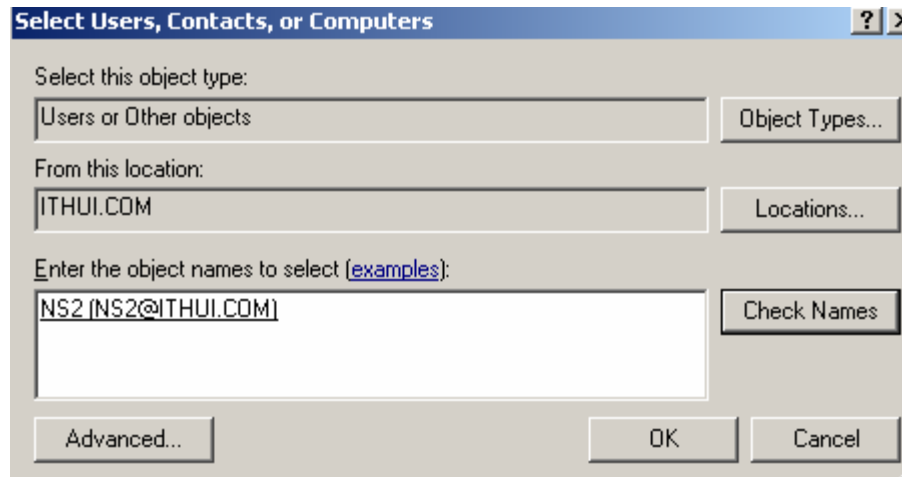 Select Users, Contacts, or Computers
Select this object type:
Users or Other objects
Object Types...
From this location:
ITHUI.COM
Locations...
Enter the object names to select (examples):
NS2 (NS2@ITHUI.COM)
Check Names
Advanced...
OK
Cancel